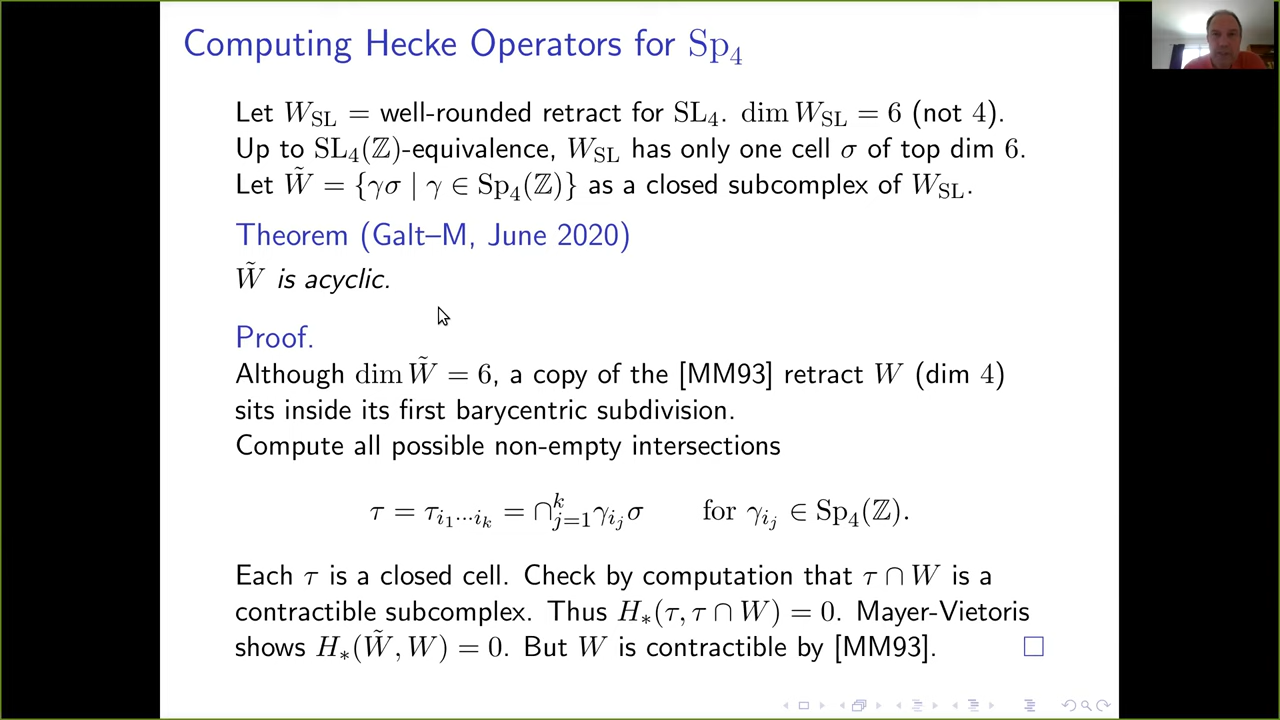 Computing Hecke Operators for Sp₄
Let W_SL = well-rounded retract for SL₄. dim W_SL = 6 (not 4).
Up to SL₄(ℤ)-equivalence, W_SL has only one cell σ of top dim 6.
Let W̃ = {γσ | γ ∈ Sp₄(ℤ)} as a closed subcomplex of W_SL.
Theorem (Galt–M, June 2020)
W̃ is acyclic.
Proof.
Although dim W̃ = 6, a copy of the [MM93] retract W (dim 4)
sits inside its first barycentric subdivision.
Compute all possible non-empty intersections
τ = τ_{i₁⋯i_k} = ∩_{j=1}^{k} γ_{i_j} σ for γ_{i_j} ∈ Sp₄(ℤ).
Each τ is a closed cell. Check by computation that τ ∩ W is a
contractible subcomplex. Thus H_*(τ, τ ∩ W) = 0. Mayer-Vietoris
shows H_*(W̃, W) = 0. But W is contractible by [MM93]. □